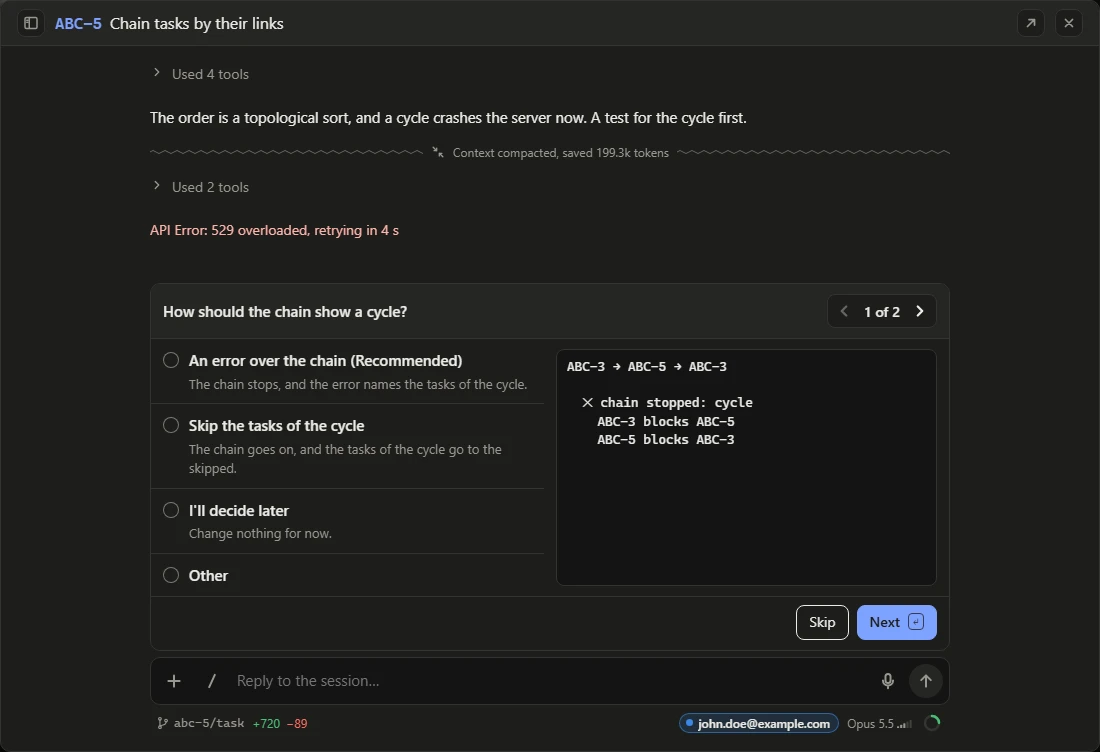 ABC-5 Chain tasks by their links
Used 4 tools
The order is a topological sort, and a cycle crashes the server now. A test for the cycle first.
Context compacted, saved 199.3k tokens
Used 2 tools
API Error: 529 overloaded, retrying in 4 s
How should the chain show a cycle?
1 of 2
An error over the chain (Recommended)
The chain stops, and the error names the tasks of the cycle.
Skip the tasks of the cycle
The chain goes on, and the tasks of the cycle go to the
skipped.
I'll decide later
Change nothing for now.
Other
ABC-3 → ABC-5 → ABC-3
✕ chain stopped: cycle
ABC-3 blocks ABC-5
ABC-5 blocks ABC-3
Skip
Next
/ Reply to the session...
abc-5/task +720 −89
john.doe@example.com
Opus 5.5